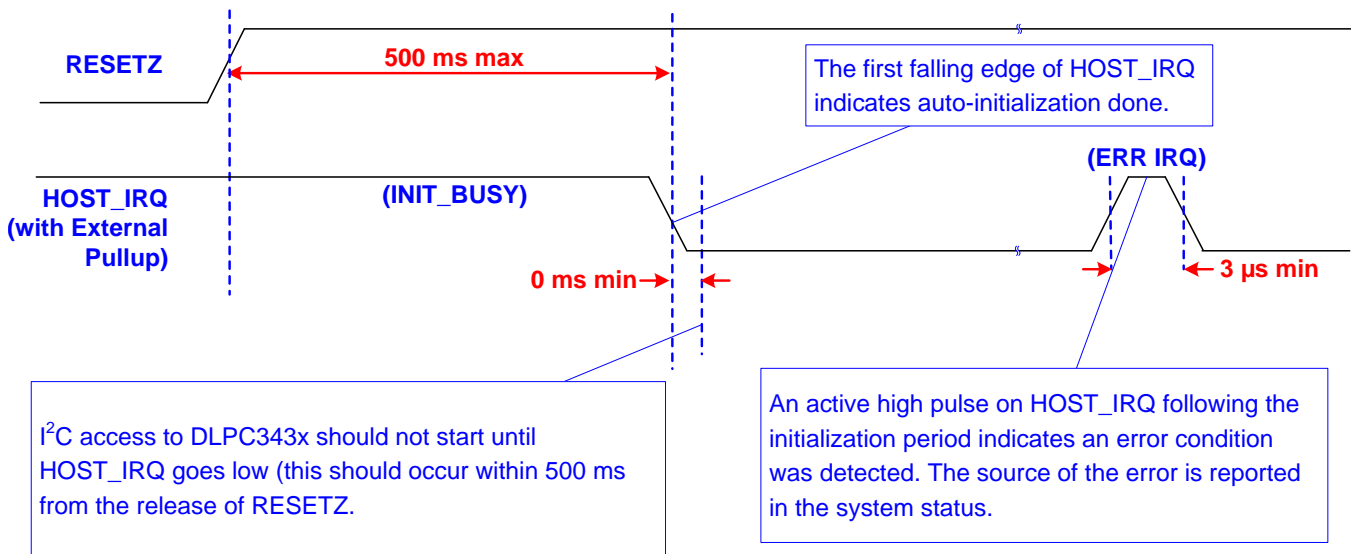 RESETZ
500 ms max
The first falling edge of HOST_IRQ
indicates auto-initialization done.
HOST_IRQ
(with External
Pullup)
(INIT_BUSY)
(ERR IRQ)
0 ms min
3 µs min
I²C access to DLPC343x should not start until
HOST_IRQ goes low (this should occur within 500 ms
from the release of RESETZ.
An active high pulse on HOST_IRQ following the
initialization period indicates an error condition
was detected. The source of the error is reported
in the system status.